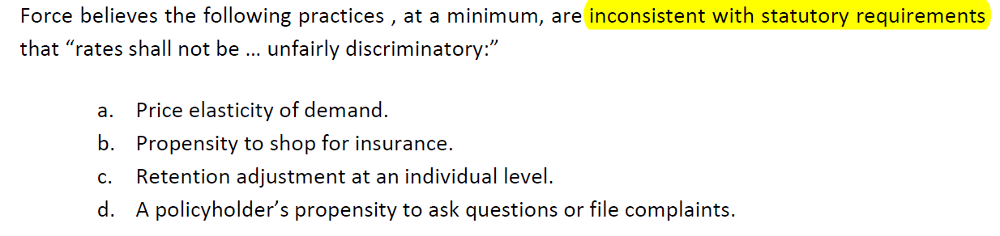 Force believes the following practices , at a minimum, are inconsistent with statutory requirements
that “rates shall not be … unfairly discriminatory:”
a. Price elasticity of demand.
b. Propensity to shop for insurance.
c. Retention adjustment at an individual level.
d. A policyholder’s propensity to ask questions or file complaints.